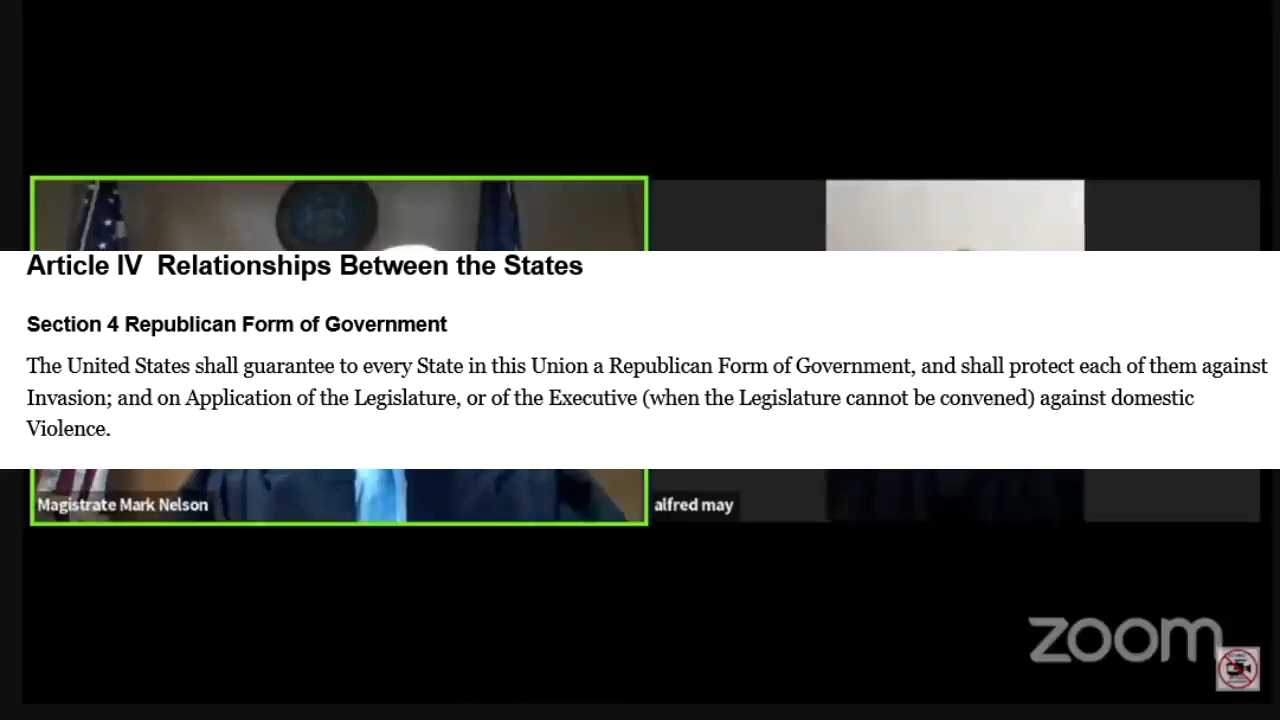 Article IV Relationships Between the States
Section 4 Republican Form of Government
The United States shall guarantee to every State in this Union a Republican Form of Government, and shall protect each of them against
Invasion; and on Application of the Legislature, or of the Executive (when the Legislature cannot be convened) against domestic
Violence.
Magistrate Mark Nelson
alfred may
zoom